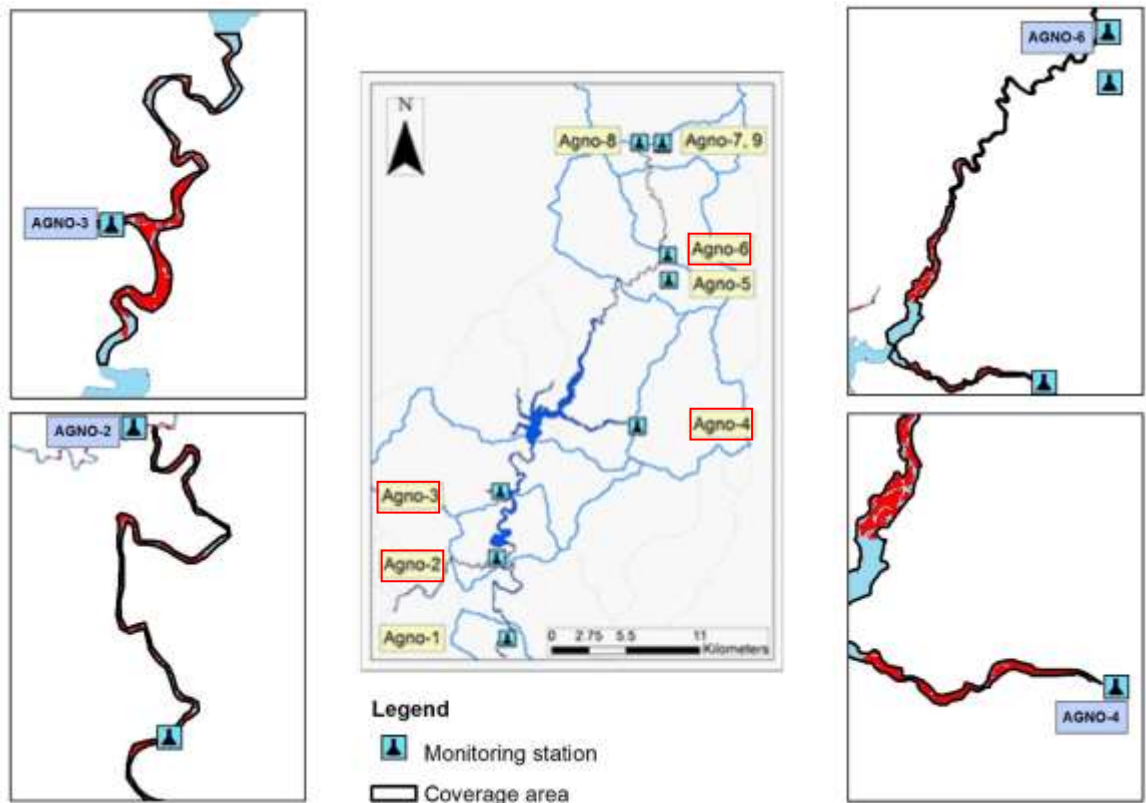 AGNO-3
AGNO-2
N
Agno-8
Agno-7, 9
Agno-6
Agno-5
Agno-4
Agno-3
Agno-2
Agno-1
0 2.75 5.5 11
Kilometers
Legend
Monitoring station
Coverage area
AGNO-6
AGNO-4